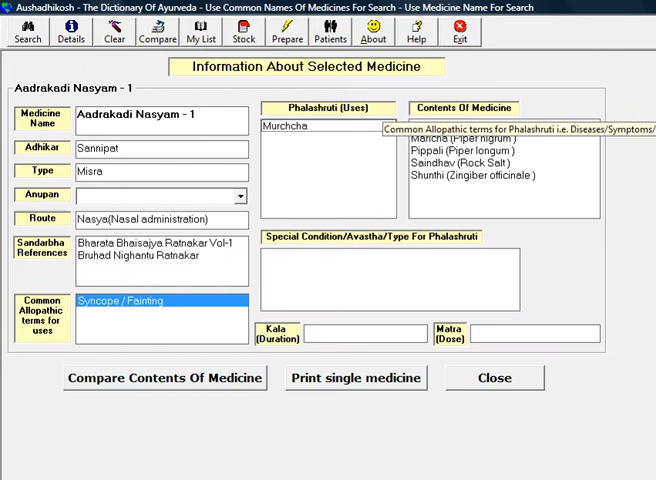 Aushadhikosh - The Dictionary Of Ayurveda - Use Common Names Of Medicines For Search - Use Medicine Name For Search
Search Details Clear Compare My List Stock Prepare Patients About Help Exit
Information About Selected Medicine
Aadrakadi Nasyam - 1
Medicine Name
Aadrakadi Nasyam - 1
Adhikar
Sannipat
Type
Misra
Anupan
Route
Nasya(Nasal administration)
Sandarbha
References
Bharata Bhaisajya Ratnakar Vol-1
Bruhad Nighantu Ratnakar
Common
Allopathic
terms for
uses
Syncope / Fainting
Phalashruti (Uses)
Murchcha
Contents Of Medicine
Common Allopathic terms for Phalashruti i.e. Diseases/Symptoms/
Maricha (Piper nigrum )
Pippali (Piper longum )
Saindhav (Rock Salt )
Shunthi (Zingiber officinale )
Special Condition/Avastha/Type For Phalashruti
Kala
(Duration)
Matra
(Dose)
Compare Contents Of Medicine
Print single medicine
Close